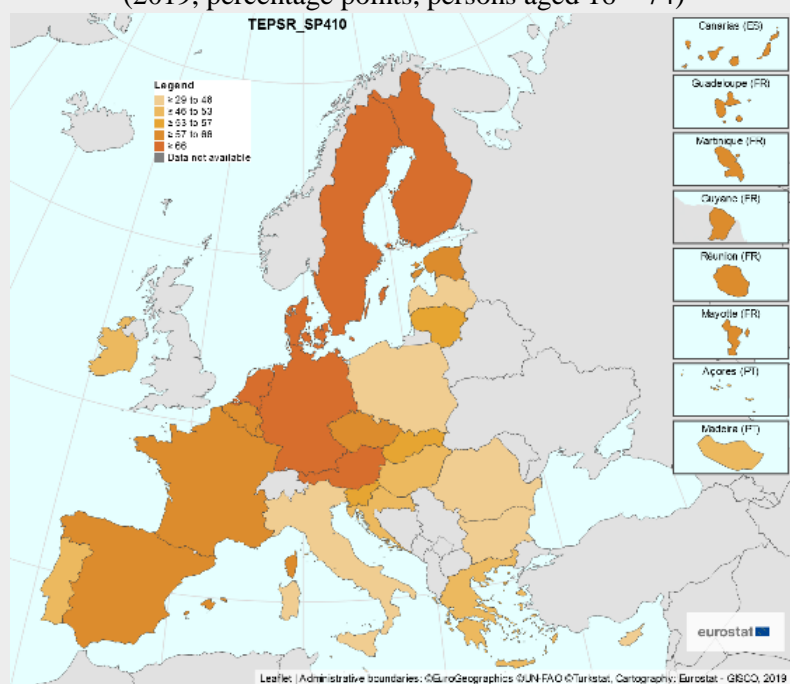 (2019, percentage points, persons aged 16 – 74)
TEPSR_SP410
Legend
≥ 29 to 46
≥ 46 to 53
≥ 53 to 57
≥ 57 to 66
≥ 66
Data not available
Canarias (ES)
Guadeloupe (FR)
Martinique (FR)
Guyane (FR)
Réunion (FR)
Mayotte (FR)
Açores (PT)
Madeira (PT)
eurostat
Leaflet | Administrative boundaries: ©EuroGeographics ©UN-FAO ©Turkstat, Cartography: Eurostat - GISCO, 2019